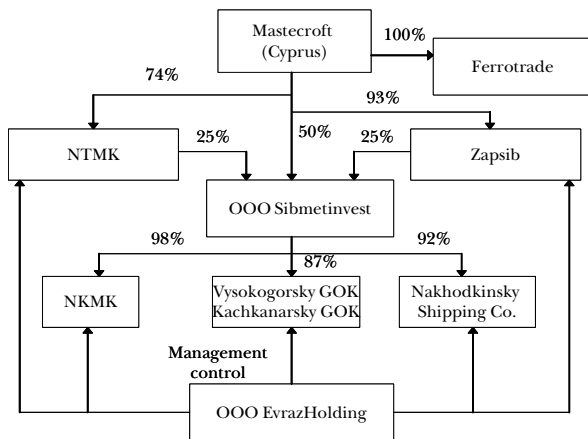 Mastecroft
(Cyprus)
100%
Ferrotrade
74%
93%
NTMK
25%
50%
25%
Zapsib
OOO Sibmetinvest
98%
87%
92%
NKMK
Vysokogorsky GOK
Kachkanarsky GOK
Nakhodkinsky
Shipping Co.
Management
control
OOO EvrazHolding